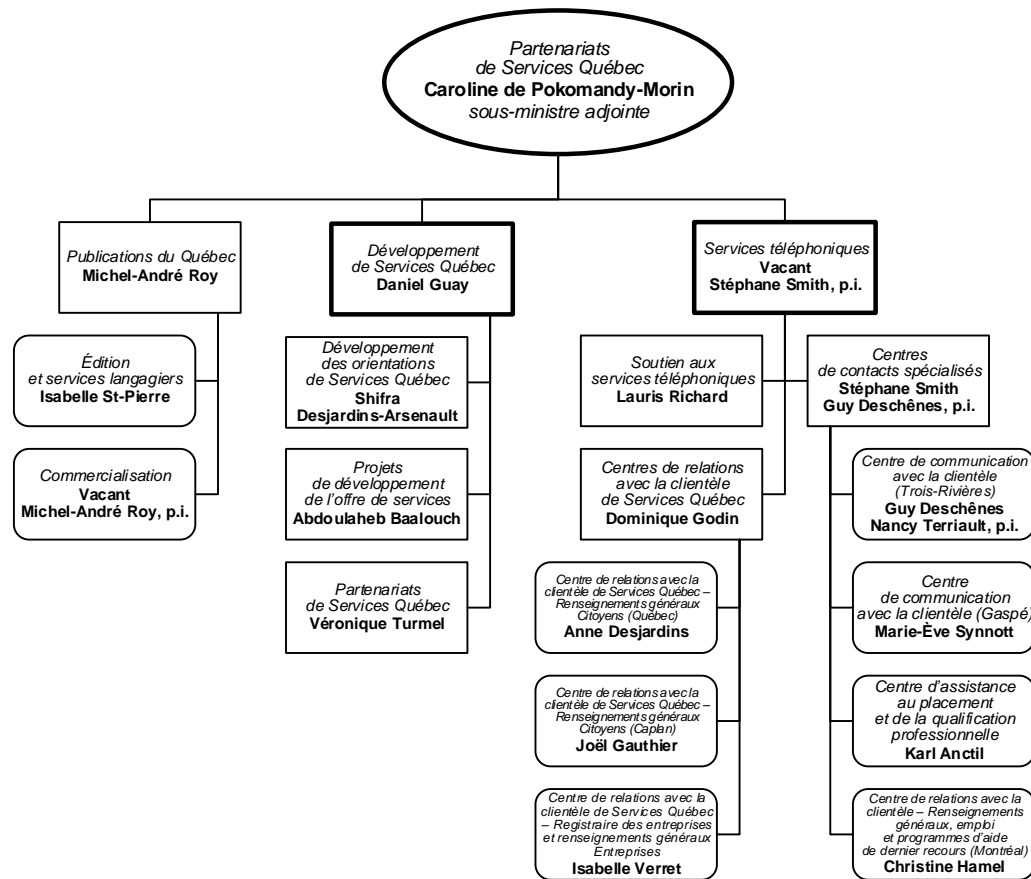 Partenariats
de Services Québec
Caroline de Pokomandy-Morin
sous-ministre adjointe
Publications du Québec
Michel-André Roy
Développement
de Services Québec
Daniel Guay
Services téléphoniques
Vacant
Stéphane Smith, p.i.
Édition
et services langagiers
Isabelle St-Pierre
Commercialisation
Vacant
Michel-André Roy, p.i.
Développement
des orientations
de Services Québec
Shifra
Desjardins-Arsenault
Projets
de développement
de l'offre de services
Abdoulaheb Baalouch
Partenariats
de Services Québec
Véronique Turmel
Soutien aux
services téléphoniques
Lauris Richard
Centres de relations
avec la clientèle
de Services Québec
Dominique Godin
Centre de relations avec la
clientèle de Services Québec –
Renseignements généraux
Citoyens (Québec)
Anne Desjardins
Centre de relations avec la
clientèle de Services Québec –
Renseignements généraux
Citoyens (Caplan)
Joël Gauthier
Centre de relations avec la
clientèle de Services Québec
– Registraire des entreprises
et renseignements généraux
Entreprises
Isabelle Verret
Centres
de contacts spécialisés
Stéphane Smith
Guy Deschênes, p.i.
Centre de communication
avec la clientèle
(Trois-Rivières)
Guy Deschênes
Nancy Terriault, p.i.
Centre
de communication
avec la clientèle (Gaspé)
Marie-Ève Synnott
Centre d'assistance
au placement
et de la qualification
professionnelle
Karl Anctil
Centre de relations avec la
clientèle – Renseignements
généraux, emploi
et programmes d'aide
de dernier recours (Montréal)
Christine Hamel